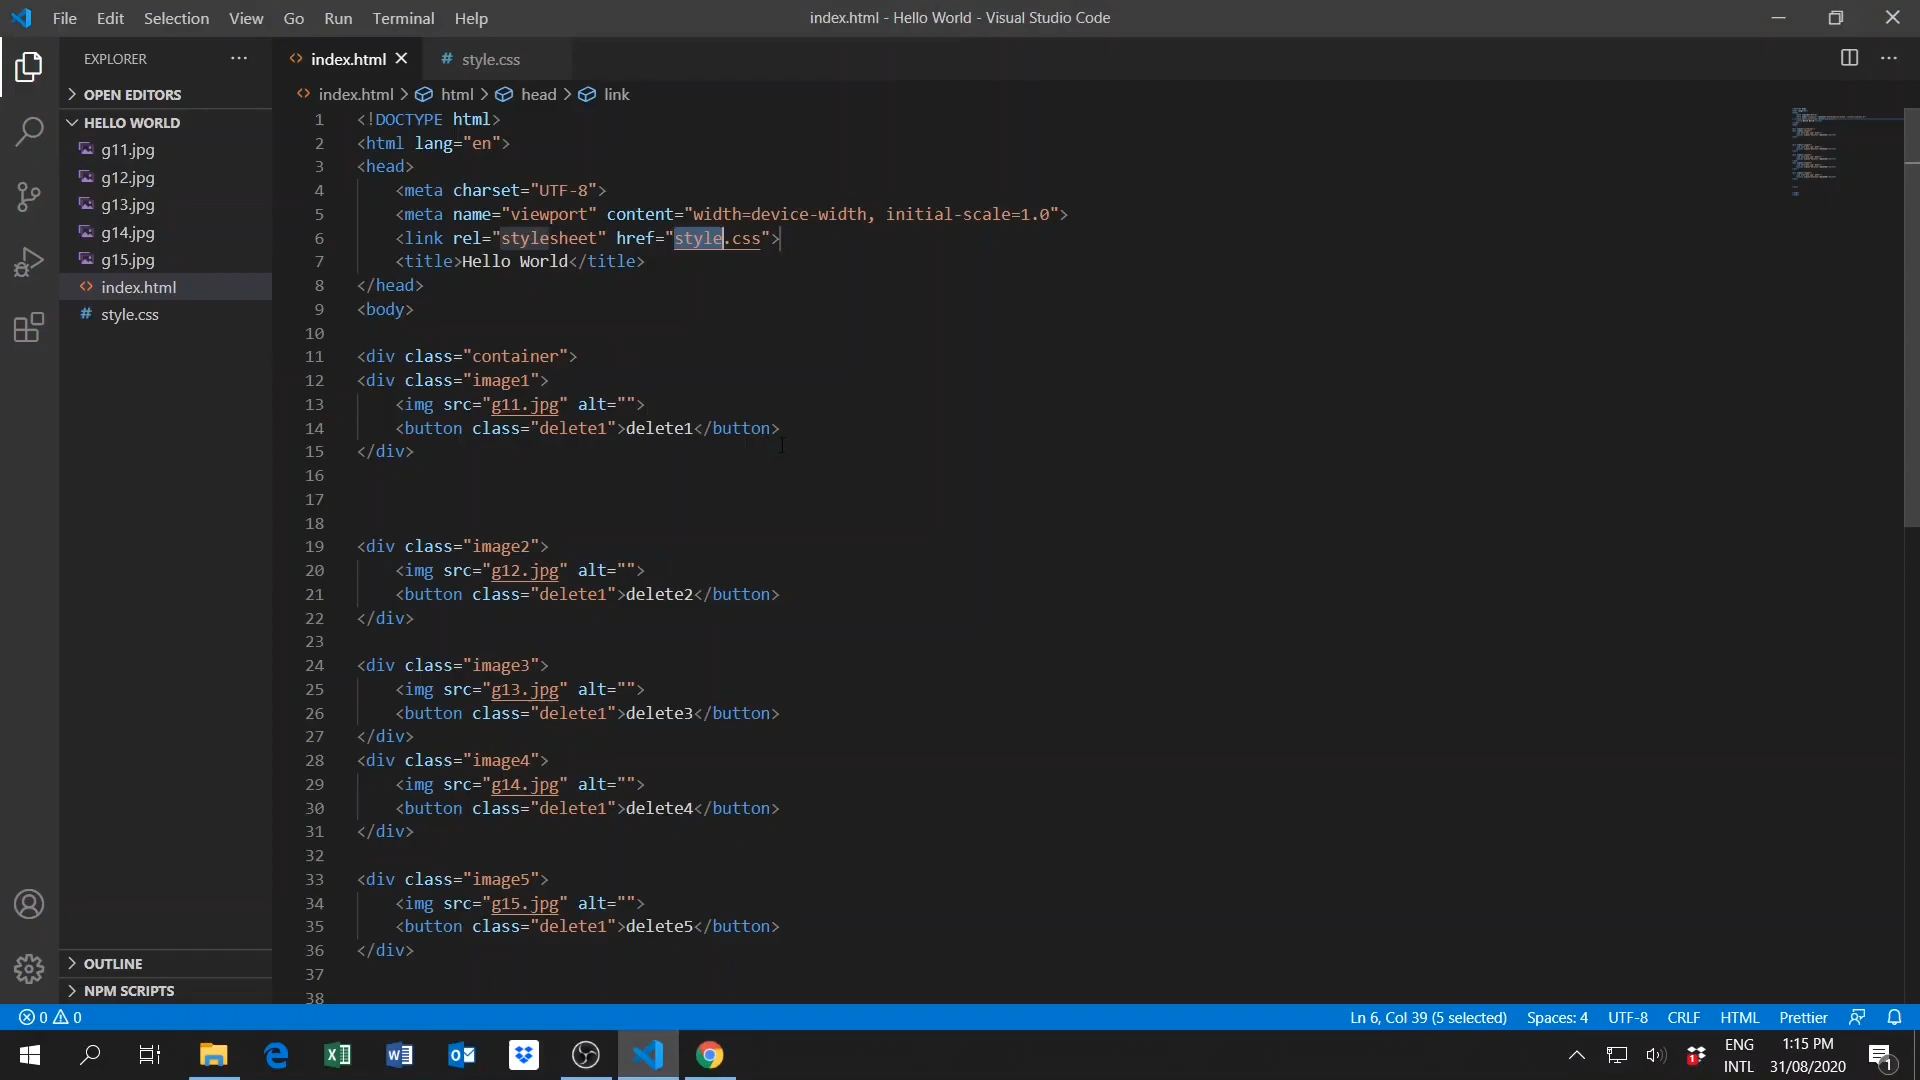 File Edit Selection View Go Run Terminal Help
index.html - Hello World - Visual Studio Code
EXPLORER
OPEN EDITORS
HELLO WORLD
g11.jpg
g12.jpg
g13.jpg
g14.jpg
g15.jpg
index.html
# style.css
OUTLINE
NPM SCRIPTS
index.html
# style.css
index.html > html > head > link
1 <!DOCTYPE html>
2 <html lang="en">
3 <head>
4 <meta charset="UTF-8">
5 <meta name="viewport" content="width=device-width, initial-scale=1.0">
6 <link rel="stylesheet" href="style.css">
7 <title>Hello World</title>
8 </head>
9 <body>
10
11 <div class="container">
12 <div class="image1">
13 <img src="g11.jpg" alt="">
14 <button class="delete1">delete1</button>
15 </div>
16
17
18
19 <div class="image2">
20 <img src="g12.jpg" alt="">
21 <button class="delete1">delete2</button>
22 </div>
23
24 <div class="image3">
25 <img src="g13.jpg" alt="">
26 <button class="delete1">delete3</button>
27 </div>
28 <div class="image4">
29 <img src="g14.jpg" alt="">
30 <button class="delete1">delete4</button>
31 </div>
32
33 <div class="image5">
34 <img src="g15.jpg" alt="">
35 <button class="delete1">delete5</button>
36 </div>
37
38
0 0
Ln 6, Col 39 (5 selected) Spaces: 4 UTF-8 CRLF HTML Prettier
ENG
INTL
1:15 PM
31/08/2020
1
1